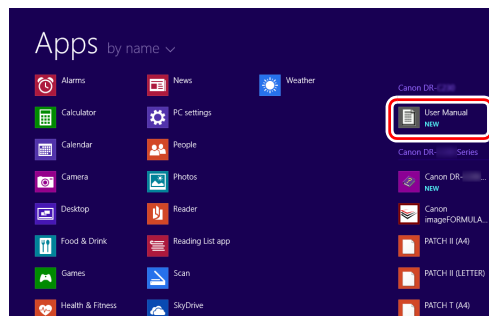 Apps by name
Alarms
Calculator
Calendar
Camera
Desktop
Food & Drink
Games
Health & Fitness
News
PC settings
People
Photos
Reader
Reading List app
Scan
SkyDrive
Weather
Canon DR-
User Manual
NEW
Canon DR- Series
Canon DR- ...
NEW
Canon
imageFORMULA...
PATCH II (A4)
PATCH II (LETTER)
PATCH T (A4)